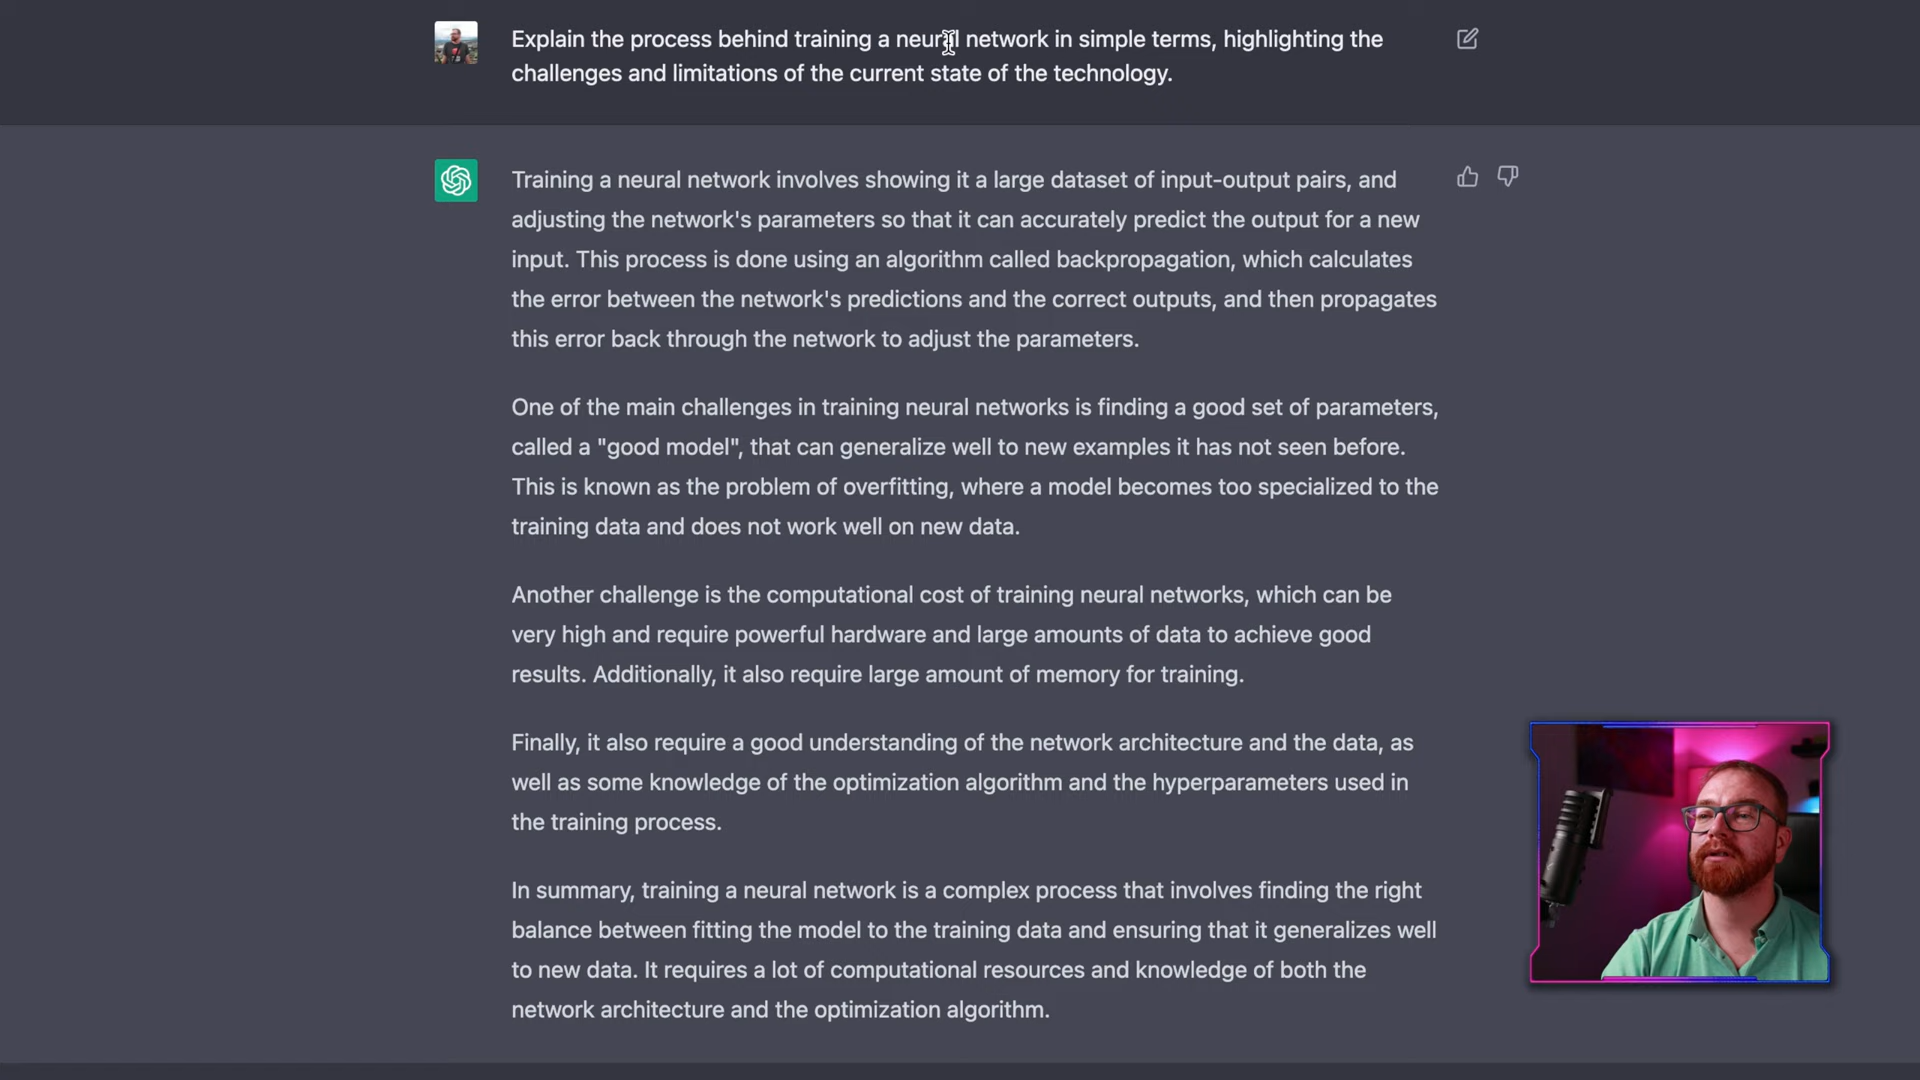 Explain the process behind training a neural network in simple terms, highlighting the
challenges and limitations of the current state of the technology.
Training a neural network involves showing it a large dataset of input-output pairs, and
adjusting the network's parameters so that it can accurately predict the output for a new
input. This process is done using an algorithm called backpropagation, which calculates
the error between the network's predictions and the correct outputs, and then propagates
this error back through the network to adjust the parameters.
One of the main challenges in training neural networks is finding a good set of parameters,
called a "good model", that can generalize well to new examples it has not seen before.
This is known as the problem of overfitting, where a model becomes too specialized to the
training data and does not work well on new data.
Another challenge is the computational cost of training neural networks, which can be
very high and require powerful hardware and large amounts of data to achieve good
results. Additionally, it also require large amount of memory for training.
Finally, it also require a good understanding of the network architecture and the data, as
well as some knowledge of the optimization algorithm and the hyperparameters used in
the training process.
In summary, training a neural network is a complex process that involves finding the right
balance between fitting the model to the training data and ensuring that it generalizes well
to new data. It requires a lot of computational resources and knowledge of both the
network architecture and the optimization algorithm.